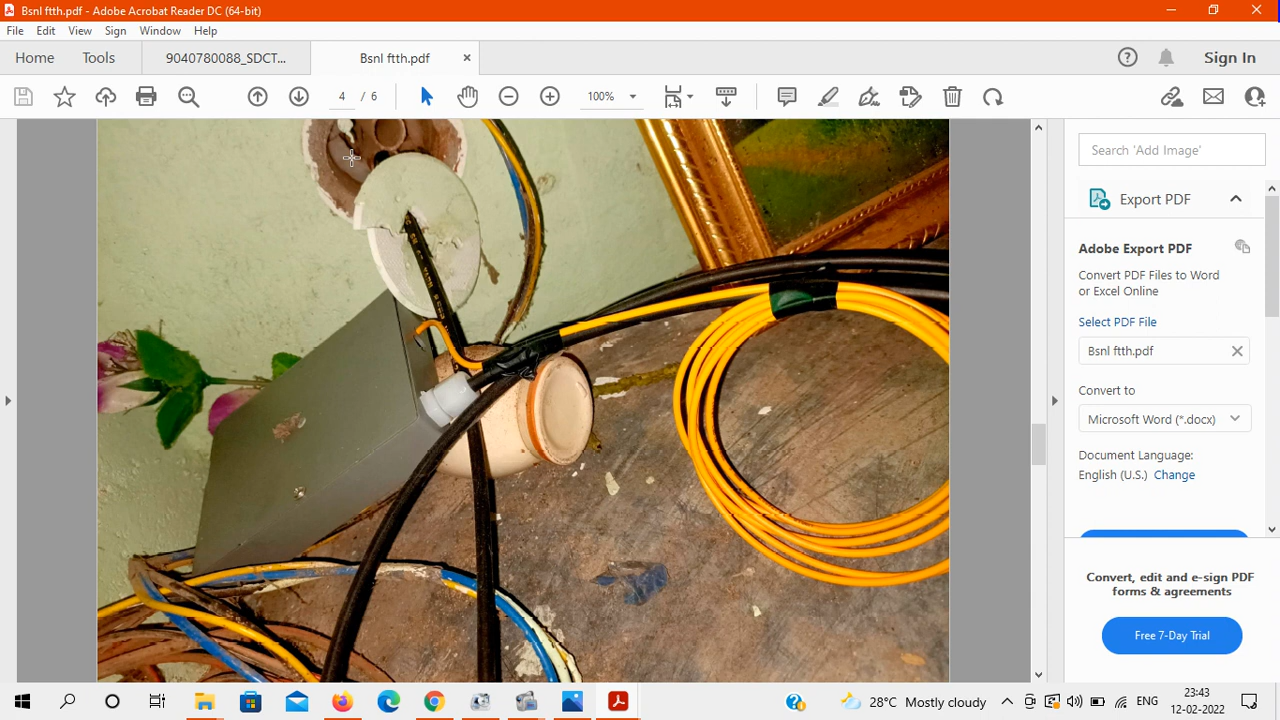 Bsnl ftth.pdf - Adobe Acrobat Reader DC (64-bit)
File Edit View Sign Window Help
Home Tools 9040780088_SDCT... Bsnl ftth.pdf Sign In
4 / 6 100%
Search 'Add Image'
Export PDF
Adobe Export PDF
Convert PDF Files to Word
or Excel Online
Select PDF File
Bsnl ftth.pdf
Convert to
Microsoft Word (*.docx)
Document Language:
English (U.S.) Change
Convert, edit and e-sign PDF
forms & agreements
Free 7-Day Trial
28°C Mostly cloudy ENG 23:43
12-02-2022